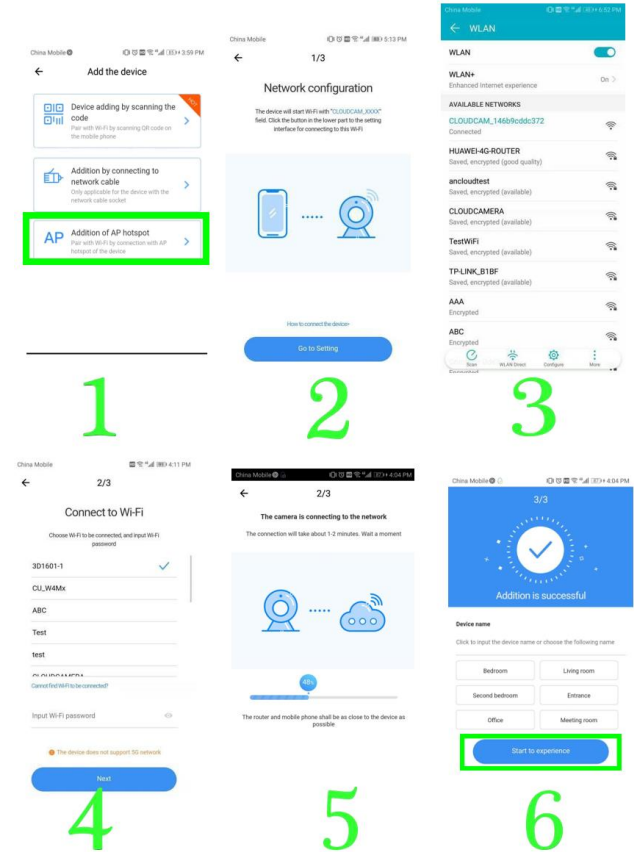 China Mobile
3:59 PM
Add the device
HOT
Device adding by scanning the
code
Pair with Wi-Fi by scanning QR code on
the mobile phone
Addition by connecting to
network cable
Only applicable for the device with the
network cable socket
AP
Addition of AP hotspot
Pair with Wi-Fi by connection with AP
hotspot of the device
1
China Mobile
5:13 PM
1/3
Network configuration
The device will start Wi-Fi with "CLOUDCAM_XXXX"
field. Click the button in the lower part to the setting
interface for connecting to this Wi-Fi
How to connect the device>
Go to Setting
2
China Mobile
6:52 PM
WLAN
WLAN
WLAN+
Enhanced Internet experience
On >
AVAILABLE NETWORKS
CLOUDCAM_146b9cddc372
Connected
HUAWEI-4G-ROUTER
Saved, encrypted (good quality)
ancloudtest
Saved, encrypted (available)
CLOUDCAMERA
Saved, encrypted (available)
TestWiFi
Saved, encrypted (available)
TP-LINK_B1BF
Saved, encrypted (available)
AAA
Encrypted
ABC
Encrypted
Scan
WLAN Direct
Configure
More
Encrypted
3
China Mobile
4:11 PM
2/3
Connect to Wi-Fi
Choose Wi-Fi to be connected, and input Wi-Fi
password
3D1601-1
CU_W4Mx
ABC
Test
test
CLOUDCAMERA
Cannot find Wi-Fi to be connected?
Input Wi-Fi password
The device does not support 5G network
Next
4
China Mobile
4:04 PM
2/3
The camera is connecting to the network
The connection will take about 1-2 minutes. Wait a moment
48%
The router and mobile phone shall be as close to the device as
possible
5
China Mobile
4:04 PM
3/3
Addition is successful
Device name
Click to input the device name or choose the following name
Bedroom
Living room
Second bedroom
Entrance
Office
Meeting room
Start to
experience
6